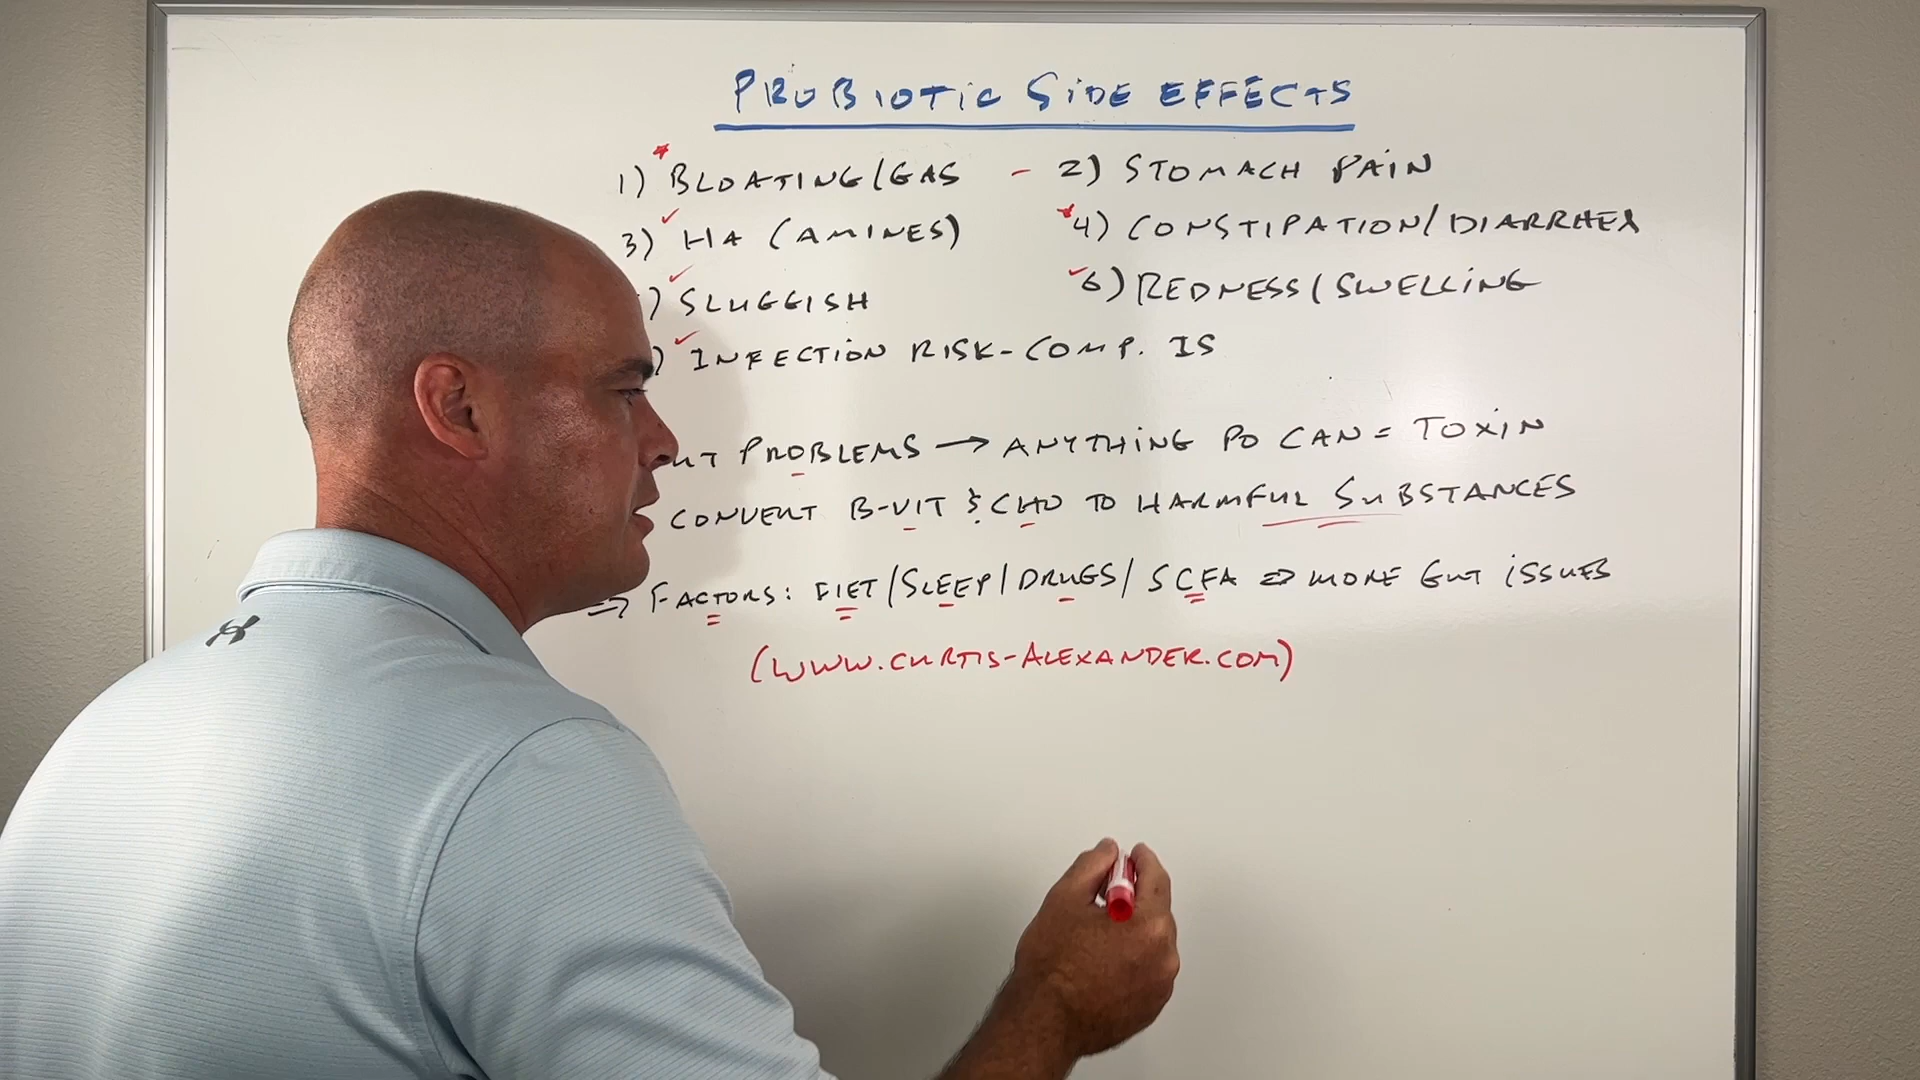 PROBIOTIC SIDE EFFECTS
1) BLOATING/GAS - 2) STOMACH PAIN
3) HA (AMINES) 4) CONSTIPATION/DIARRHEA
) SLUGGISH 6) REDNESS/SWELLING
) INFECTION RISK-COMP. IS
UT PROBLEMS → ANYTHING PO CAN = TOXIN
CONVERT B-VIT & CHO TO HARMFUL SUBSTANCES
⇒ FACTORS: DIET/SLEEP/DRUGS/SCFA ⇒ MORE GUT ISSUES
(WWW.CURTIS-ALEXANDER.COM)